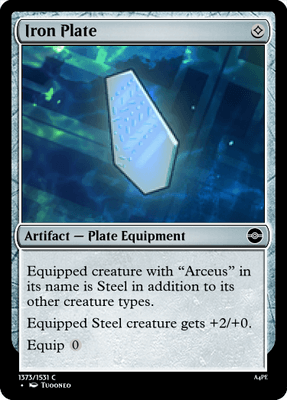 Iron Plate
Artifact — Plate Equipment
Equipped creature with “Arceus” in
its name is Steel in addition to its
other creature types.
Equipped Steel creature gets +2/+0.
Equip 0
1373/1531 C
A4PE
• Tuooneo